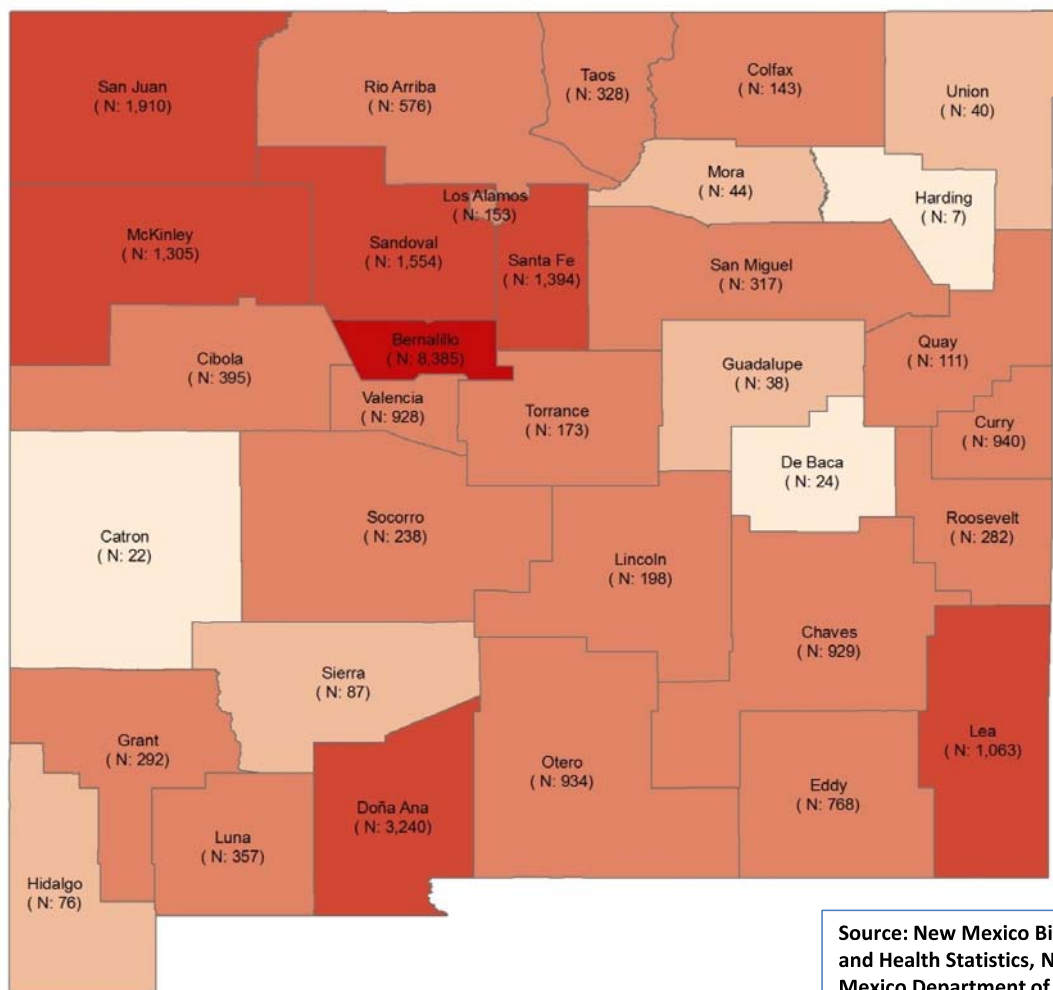 San Juan
( N: 1,910)
Rio Arriba
( N: 576)
Taos
( N: 328)
Colfax
( N: 143)
Union
( N: 40)
Mora
( N: 44)
Harding
( N: 7)
Los Alamos
( N: 153)
McKinley
( N: 1,305)
Sandoval
( N: 1,554)
Santa Fe
( N: 1,394)
San Miguel
( N: 317)
Bernalillo
( N: 8,385)
Cibola
( N: 395)
Valencia
( N: 928)
Torrance
( N: 173)
Guadalupe
( N: 38)
Quay
( N: 111)
Curry
( N: 940)
De Baca
( N: 24)
Roosevelt
( N: 282)
Catron
( N: 22)
Socorro
( N: 238)
Lincoln
( N: 198)
Chaves
( N: 929)
Sierra
( N: 87)
Grant
( N: 292)
Lea
( N: 1,063)
Otero
( N: 934)
Eddy
( N: 768)
Doña Ana
( N: 3,240)
Luna
( N: 357)
Hidalgo
( N: 76)
Source: New Mexico Bi
and Health Statistics, N
Mexico Department of